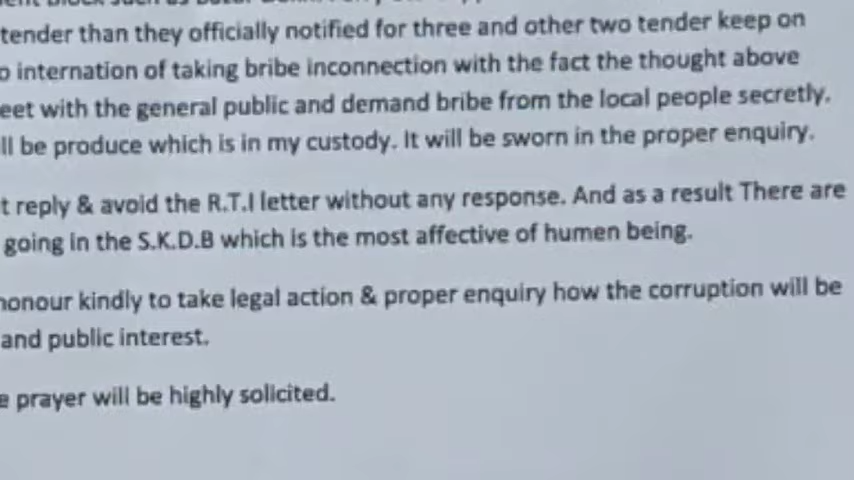 tender than they officially notified for three and other two tender keep on
internation of taking bribe inconnection with the fact the thought above
with the general public and demand bribe from the local people secretly.
be produce which is in my custody. It will be sworn in the proper enquiry.
reply & avoid the R.T.I letter without any response. And as a result There are
going in the S.K.D.B which is the most affective of humen being.
honour kindly to take legal action & proper enquiry how the corruption will be
and public interest.
prayer will be highly solicited.